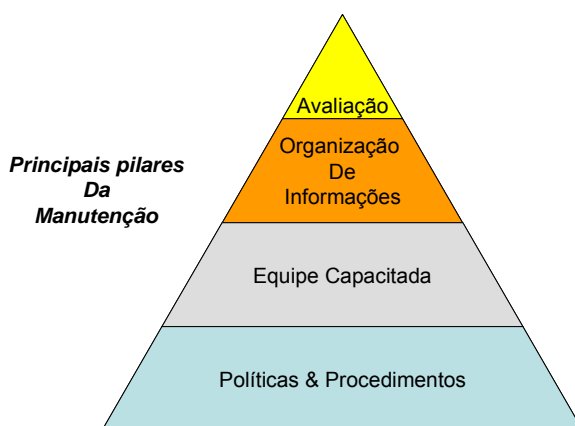 Principais pilares
Da
Manutenção
Avaliação
Organização
De
Informações
Equipe Capacitada
Políticas & Procedimentos